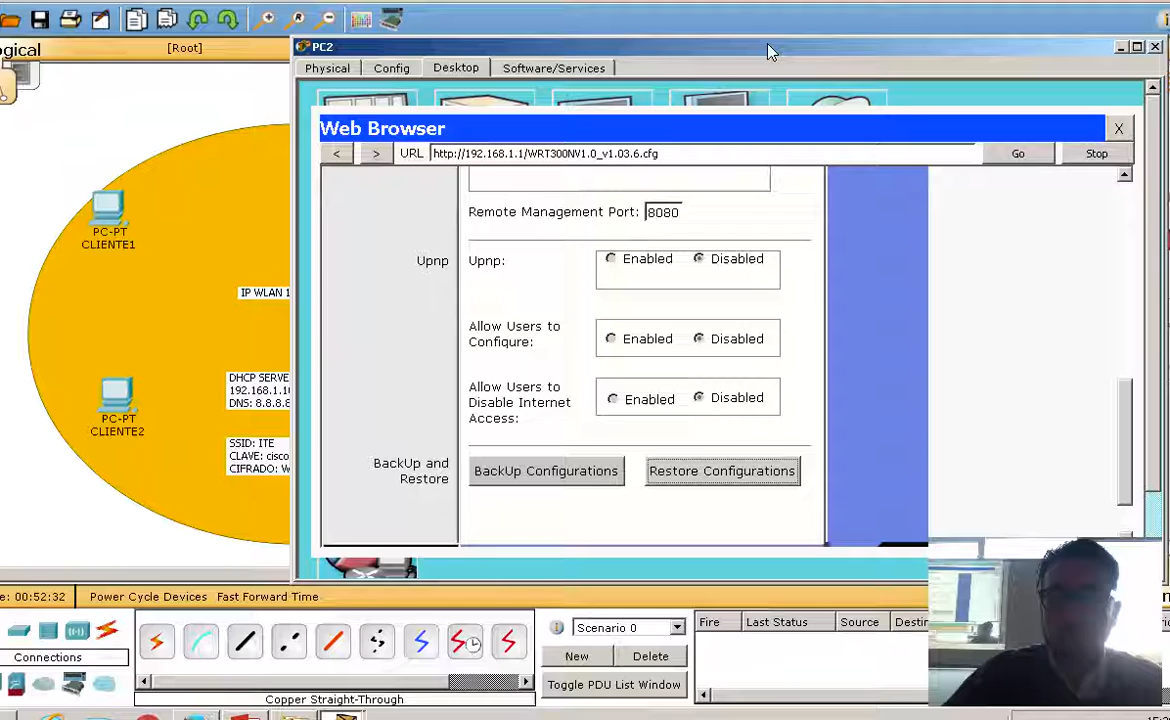 ogical
[Root]
PC2
Physical
Config
Desktop
Software/Services
Web Browser
X
<
>
URL
http://192.168.1.1/WRT300NV1.0_v1.03.6.cfg
Go
Stop
Remote Management Port:
8080
Upnp
Upnp:
Enabled
Disabled
Allow Users to
Configure:
Enabled
Disabled
Allow Users to
Disable Internet
Access:
Enabled
Disabled
BackUp and
Restore
BackUp Configurations
Restore Configurations
PC-PT
CLIENTE1
IP WLAN 1
PC-PT
CLIENTE2
DHCP SERVE
192.168.1.1
DNS: 8.8.8.8
SSID: ITE
CLAVE: cisco
CIFRADO: W
e: 00:52:32
Power Cycle Devices
Fast Forward Time
Connections
Copper Straight-Through
Scenario 0
New
Delete
Toggle PDU List Window
Fire
Last Status
Source
Destin